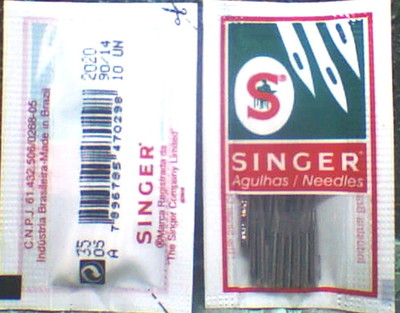 C.N.P.J. 61.432.506/0268-05
Indústria Brasileira-Made in Brazil
2020
90/14
10 UN
7 896785 470298
35
05 A
SINGER
®Marca Registrada da
"The Singer Company Limited"
S
SINGER
Agulhas / Needles